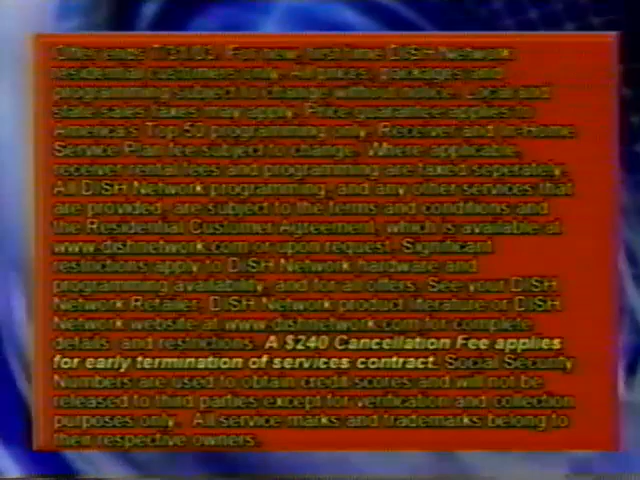 Offer ends 7/31/03. For new, first-time DISH Network
residential customers only. All prices, packages and
programming subject to change without notice. Local and
state sales taxes may apply. Price guarantee applies to
America's Top 50 programming only. Receiver and In-Home
Service Plan fee subject to change. Where applicable,
receiver rental fees and programming are taxed seperately.
All DISH Network programming, and any other services that
are provided, are subject to the terms and conditions and
the Residential Customer Agreement, which is available at
www.dishnetwork.com or upon request. Significant
restrictions apply to DISH Network hardware and
programming availability, and for all offers. See your DISH
Network Retailer, DISH Network product literature or DISH
Network website at www.dishnetwork.com for complete
details and restrictions. A $240 Cancellation Fee applies
for early termination of services contract. Social Security
Numbers are used to obtain credit scores and will not be
released to third parties except for verification and collection
purposes only. All service marks and trademarks belong to
their respective owners.